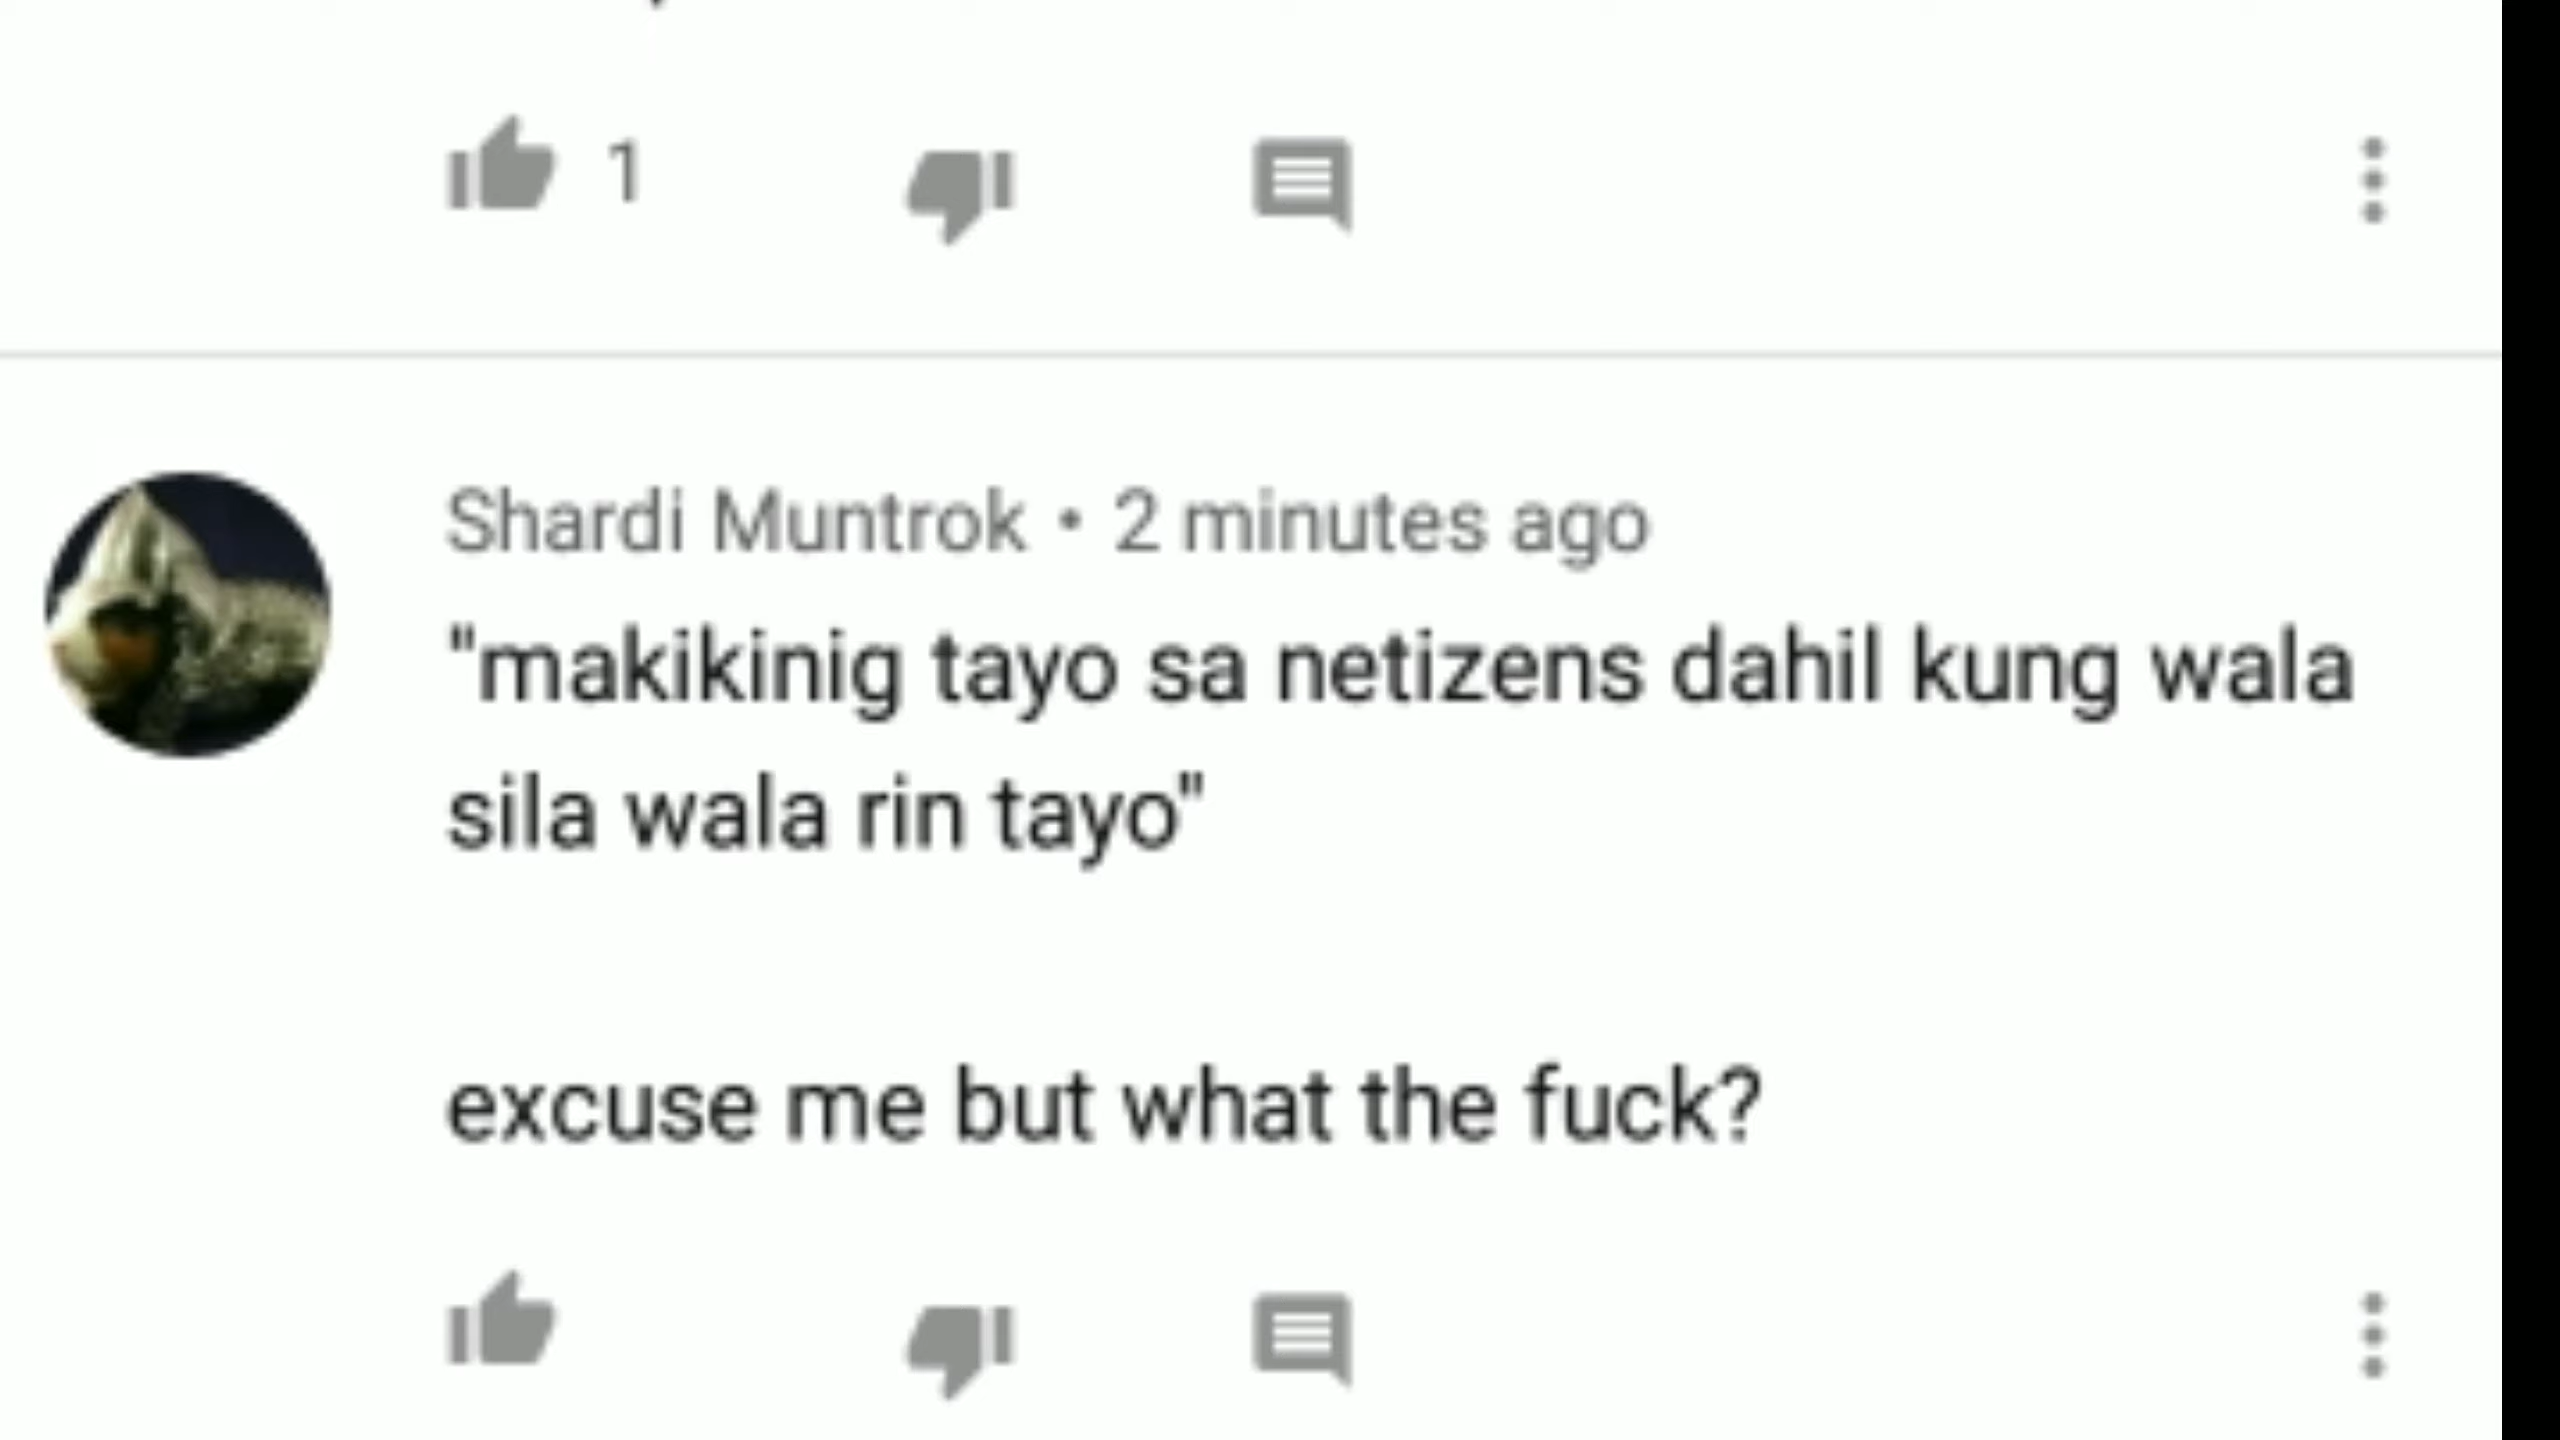 1
Shardi Muntrok • 2 minutes ago
"makikinig tayo sa netizens dahil kung wala
sila wala rin tayo"
excuse me but what the fuck?